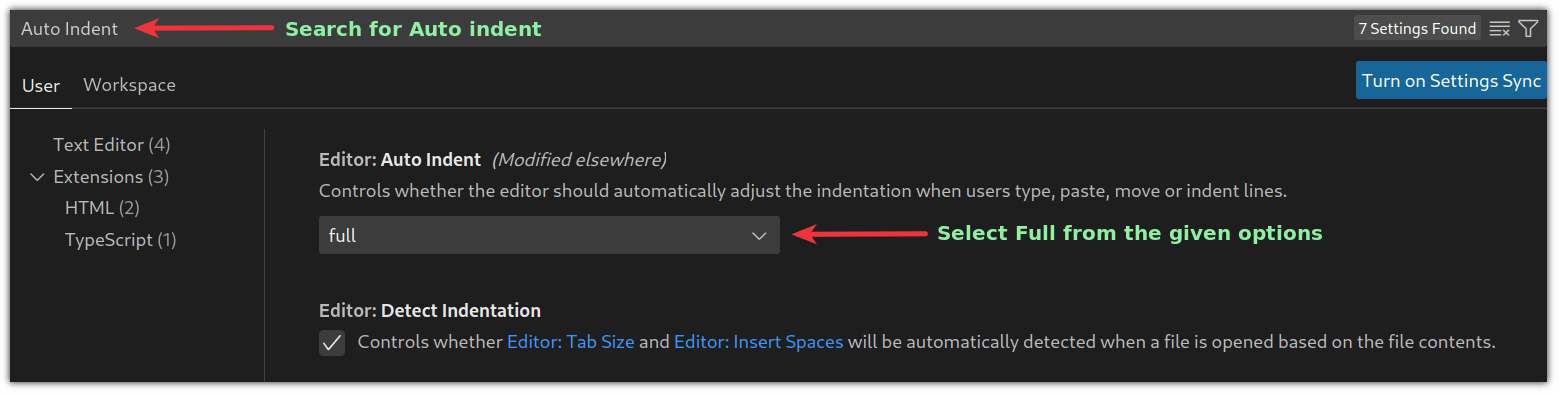 Auto Indent
Search for Auto indent
7 Settings Found
User
Workspace
Turn on Settings Sync
Text Editor (4)
Extensions (3)
HTML (2)
TypeScript (1)
Editor: Auto Indent (Modified elsewhere)
Controls whether the editor should automatically adjust the indentation when users type, paste, move or indent lines.
full
Select Full from the given options
Editor: Detect Indentation
Controls whether Editor: Tab Size and Editor: Insert Spaces will be automatically detected when a file is opened based on the file contents.